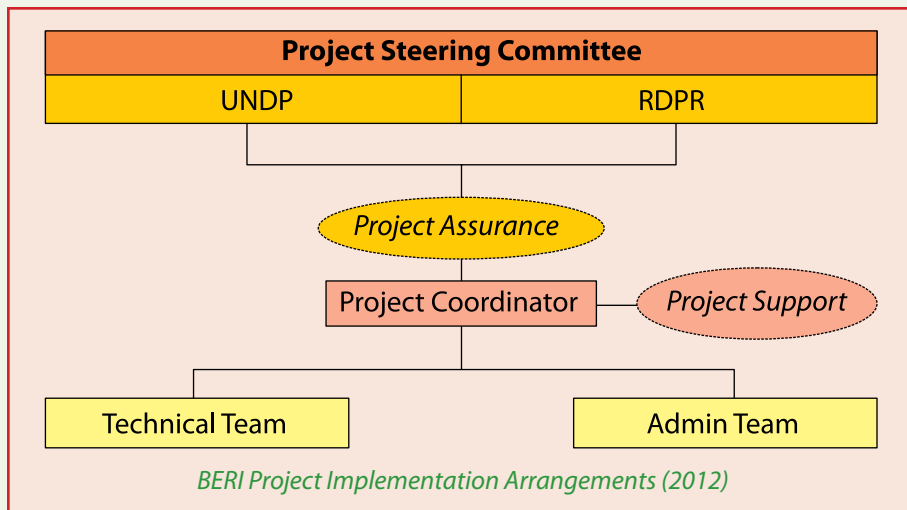 Project Steering Committee
UNDP
RDPR
Project Assurance
Project Coordinator
Project Support
Technical Team
Admin Team
BERI Project Implementation Arrangements (2012)